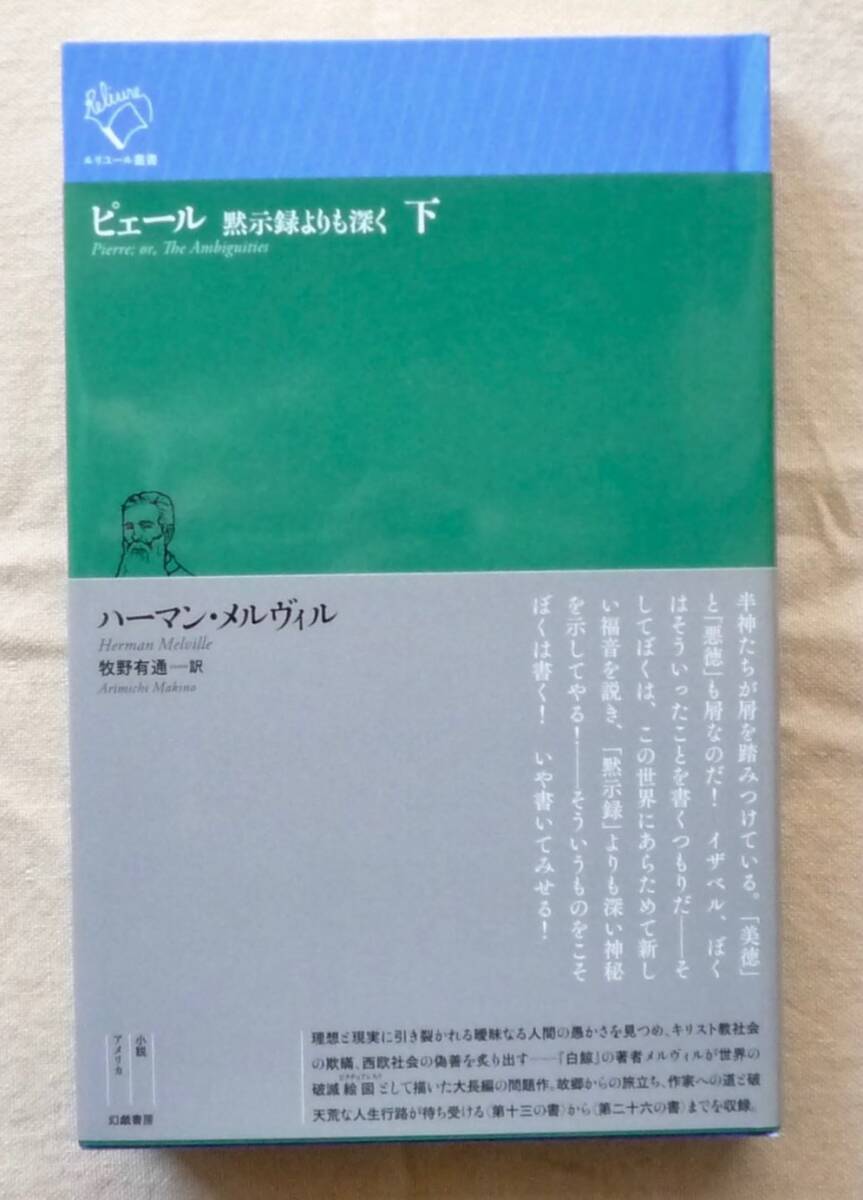 Reliure
ルリユール叢書
ピェール 黙示録よりも深く 下
Pierre; or, The Ambiguities
ハーマン・メルヴィル
Herman Melville
牧野有通──訳
Arimichi Makino
半神たちが屑を踏みつけている。「美徳」
と「悪徳」も屑なのだ！ イザベル、ぼく
はそういったことを書くつもりだ――そ
してぼくは、この世界にあらためて新し
い福音を説き、「黙示録」よりも深い神秘
を示してやる！――そういうものをこそ
ぼくは書く！ いや書いてみせる！
小説
アメリカ
幻戯書房
理想と現実に引き裂かれる曖昧なる人間の愚かさを見つめ、キリスト教社会
の欺瞞、西欧社会の偽善を炙り出す――『白鯨』の著者メルヴィルが世界の
破滅絵図として描いた大長編の問題作。故郷からの旅立ち、作家への道と破
天荒な人生行路が待ち受ける〈第十三の書〉から〈第二十六の書〉までを収録。